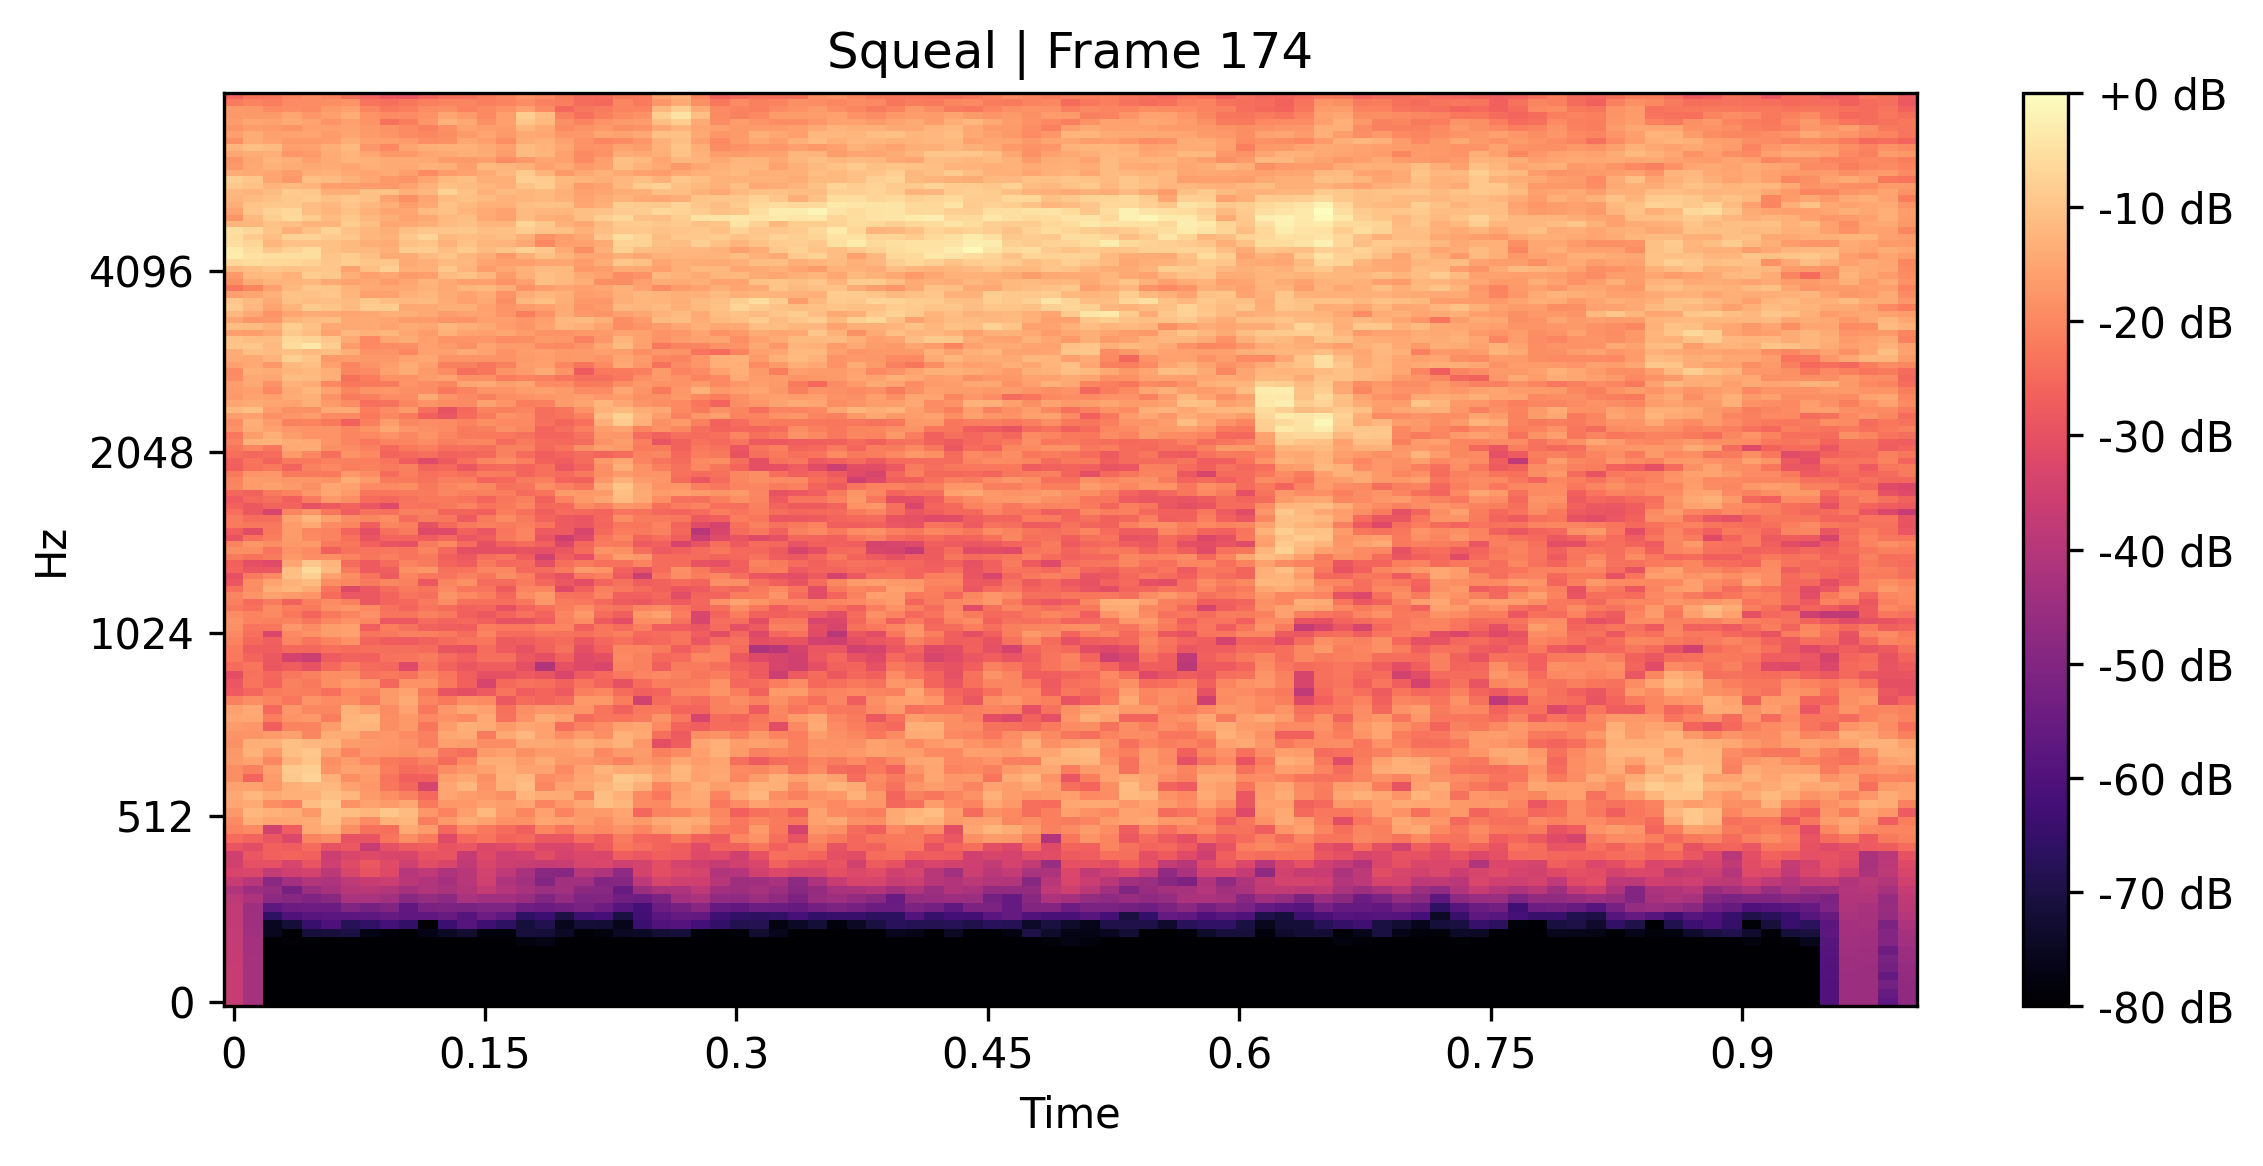 Squeal | Frame 174
+0 dB
-10 dB
-20 dB
-30 dB
-40 dB
-50 dB
-60 dB
-70 dB
-80 dB
Hz
4096
2048
1024
512
0
0 0.15 0.3 0.45 0.6 0.75 0.9
Time